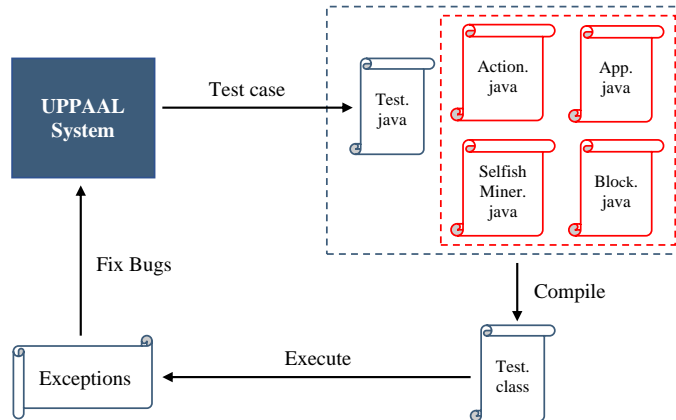 UPPAAL
System
Test case
Test.
java
Action.
java
App.
java
Selfish
Miner.
java
Block.
java
Fix Bugs
Compile
Exceptions
Execute
Test.
class